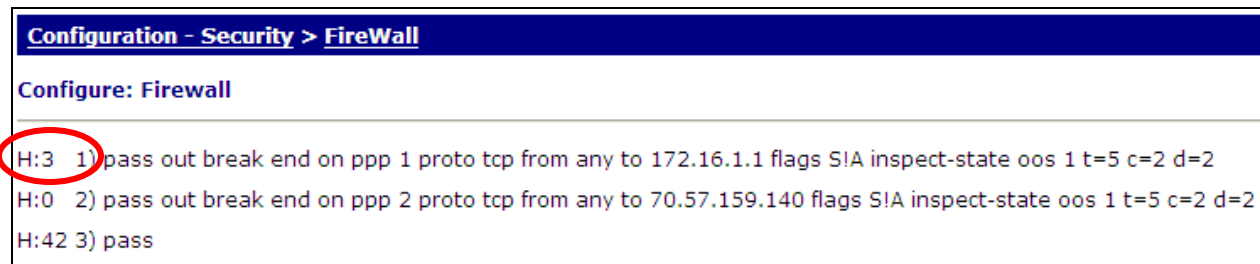 Configuration - Security > FireWall
Configure: Firewall
H:3 1) pass out break end on ppp 1 proto tcp from any to 172.16.1.1 flags S!A inspect-state oos 1 t=5 c=2 d=2
H:0 2) pass out break end on ppp 2 proto tcp from any to 70.57.159.140 flags S!A inspect-state oos 1 t=5 c=2 d=2
H:42 3) pass